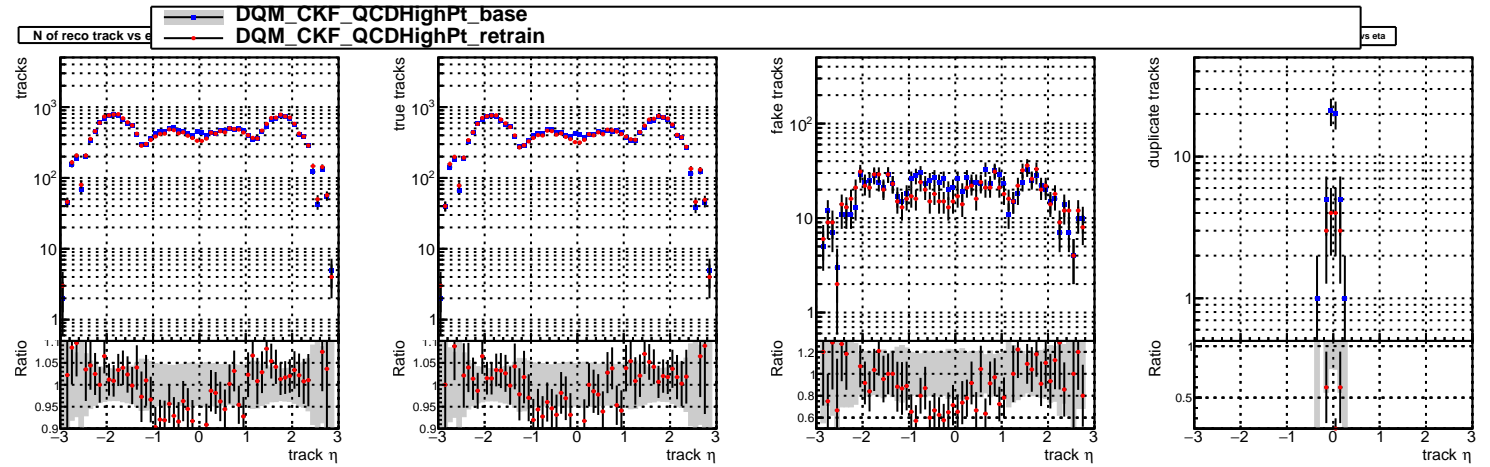 DQM_CKF_QCDHighPt_base
DQM_CKF_QCDHighPt_retrain
N of reco track vs e
vs eta
tracks
10³
10²
10
1
Ratio
1.1
1.05
1
0.95
0.9
−3 −2 −1 0 1 2 3
track η
true tracks
10³
10²
10
1
Ratio
1.05
1
0.95
0.9
−3 −2 −1 0 1 2 3
track η
fake tracks
10²
10
1
Ratio
1.2
1
0.8
0.6
−3 −2 −1 0 1 2 3
track η
duplicate tracks
10
1
Ratio
1
0.5
−3 −2 −1 0 1 2 3
track η